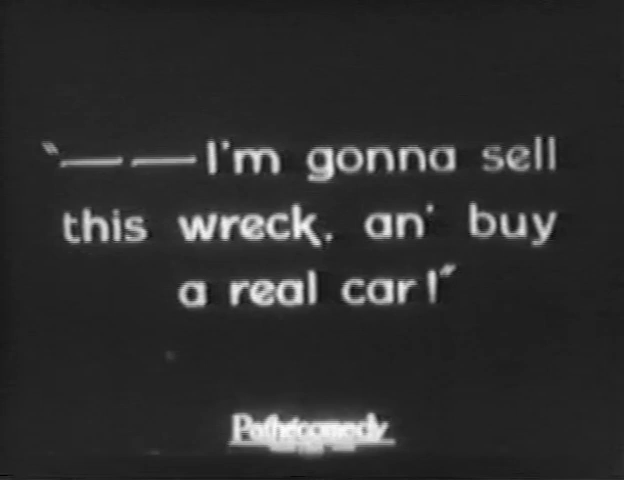 "— —I'm gonna sell
this wreck, an' buy
a real car!"
Pathécomedy